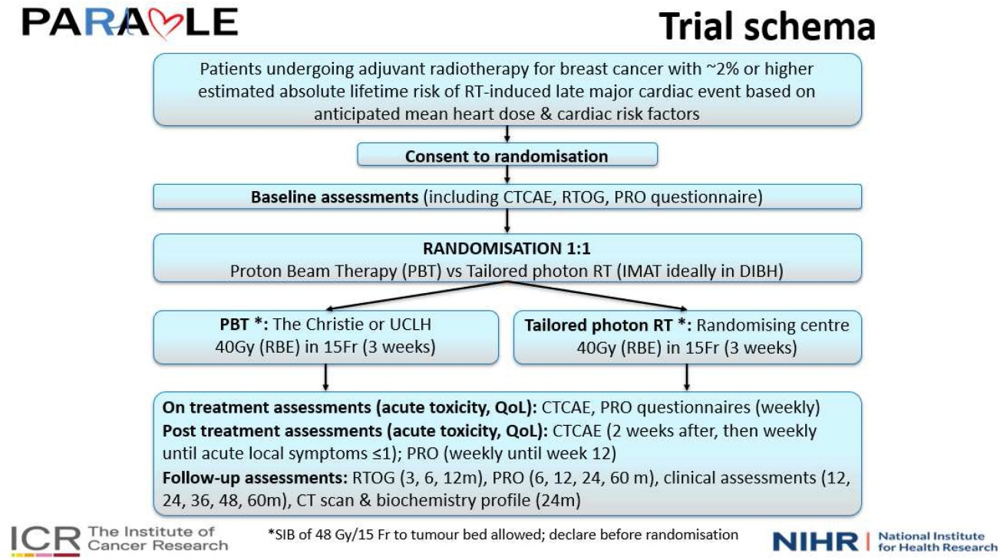 PARABLE
Trial schema
Patients undergoing adjuvant radiotherapy for breast cancer with ~2% or higher
estimated absolute lifetime risk of RT-induced late major cardiac event based on
anticipated mean heart dose & cardiac risk factors
Consent to randomisation
Baseline assessments (including CTCAE, RTOG, PRO questionnaire)
RANDOMISATION 1:1
Proton Beam Therapy (PBT) vs Tailored photon RT (IMAT ideally in DIBH)
PBT *: The Christie or UCLH
40Gy (RBE) in 15Fr (3 weeks)
Tailored photon RT *: Randomising centre
40Gy (RBE) in 15Fr (3 weeks)
On treatment assessments (acute toxicity, QoL): CTCAE, PRO questionnaires (weekly)
Post treatment assessments (acute toxicity, QoL): CTCAE (2 weeks after, then weekly
until acute local symptoms ≤1); PRO (weekly until week 12)
Follow-up assessments: RTOG (3, 6, 12m), PRO (6, 12, 24, 60 m), clinical assessments (12,
24, 36, 48, 60m), CT scan & biochemistry profile (24m)
ICR The Institute of
Cancer Research
*SIB of 48 Gy/15 Fr to tumour bed allowed; declare before randomisation
NIHR | National Institute
for Health Research